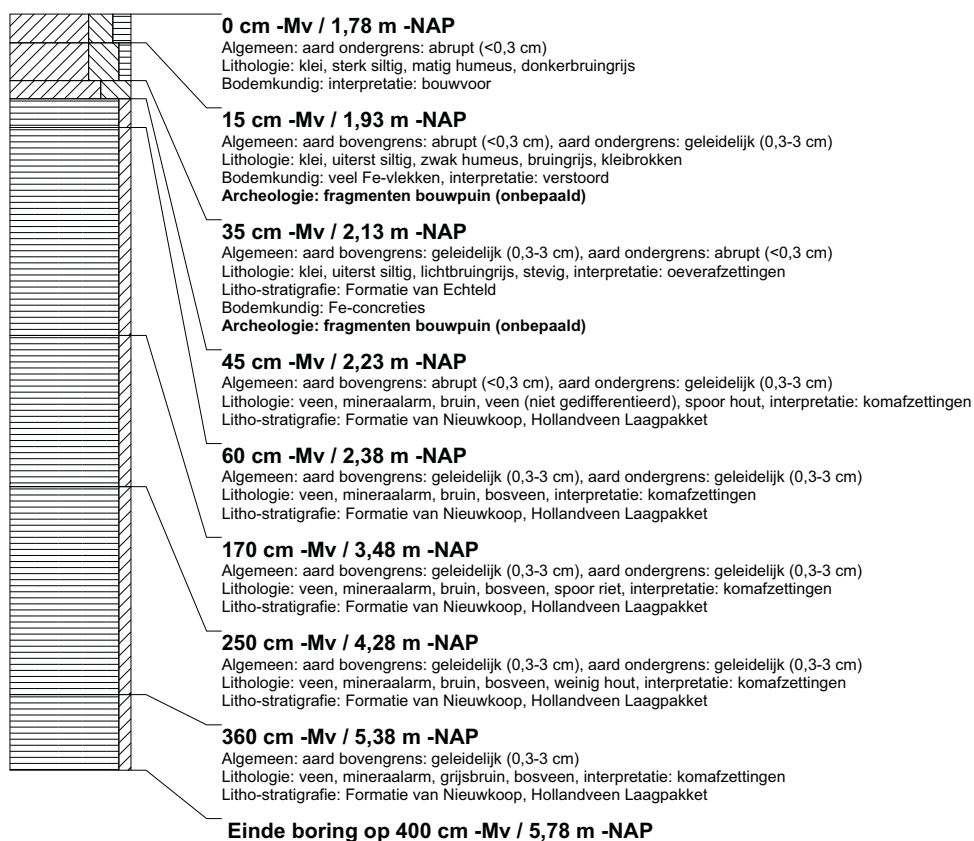 0 cm -Mv / 1,78 m -NAP
Algemeen: aard ondergrens: abrupt (<0,3 cm)
Lithologie: klei, sterk siltig, matig humeus, donkerbruingrijs
Bodemkundig: interpretatie: bouwvoor
15 cm -Mv / 1,93 m -NAP
Algemeen: aard bovengrens: abrupt (<0,3 cm), aard ondergrens: geleidelijk (0,3-3 cm)
Lithologie: klei, uiterst siltig, zwak humeus, bruingrijs, kleibrokken
Bodemkundig: veel Fe-vlekken, interpretatie: verstoord
Archeologie: fragmenten bouwpuin (onbepaald)
35 cm -Mv / 2,13 m -NAP
Algemeen: aard bovengrens: geleidelijk (0,3-3 cm), aard ondergrens: abrupt (<0,3 cm)
Lithologie: klei, uiterst siltig, lichtbruingrijs, stevig, interpretatie: oeverafzettingen
Litho-stratigrafie: Formatie van Echteld
Bodemkundig: Fe-concreties
Archeologie: fragmenten bouwpuin (onbepaald)
45 cm -Mv / 2,23 m -NAP
Algemeen: aard bovengrens: abrupt (<0,3 cm), aard ondergrens: geleidelijk (0,3-3 cm)
Lithologie: veen, mineraalarm, bruin, veen (niet gedifferentieerd), spoor hout, interpretatie: komafzettingen
Litho-stratigrafie: Formatie van Nieuwkoop, Hollandveen Laagpakket
60 cm -Mv / 2,38 m -NAP
Algemeen: aard bovengrens: geleidelijk (0,3-3 cm), aard ondergrens: geleidelijk (0,3-3 cm)
Lithologie: veen, mineraalarm, bruin, bosveen, interpretatie: komafzettingen
Litho-stratigrafie: Formatie van Nieuwkoop, Hollandveen Laagpakket
170 cm -Mv / 3,48 m -NAP
Algemeen: aard bovengrens: geleidelijk (0,3-3 cm), aard ondergrens: geleidelijk (0,3-3 cm)
Lithologie: veen, mineraalarm, bruin, bosveen, spoor riet, interpretatie: komafzettingen
Litho-stratigrafie: Formatie van Nieuwkoop, Hollandveen Laagpakket
250 cm -Mv / 4,28 m -NAP
Algemeen: aard bovengrens: geleidelijk (0,3-3 cm), aard ondergrens: geleidelijk (0,3-3 cm)
Lithologie: veen, mineraalarm, bruin, bosveen, weinig hout, interpretatie: komafzettingen
Litho-stratigrafie: Formatie van Nieuwkoop, Hollandveen Laagpakket
360 cm -Mv / 5,38 m -NAP
Algemeen: aard bovengrens: geleidelijk (0,3-3 cm)
Lithologie: veen, mineraalarm, grijsbruin, bosveen, interpretatie: komafzettingen
Litho-stratigrafie: Formatie van Nieuwkoop, Hollandveen Laagpakket
Einde boring op 400 cm -Mv / 5,78 m -NAP